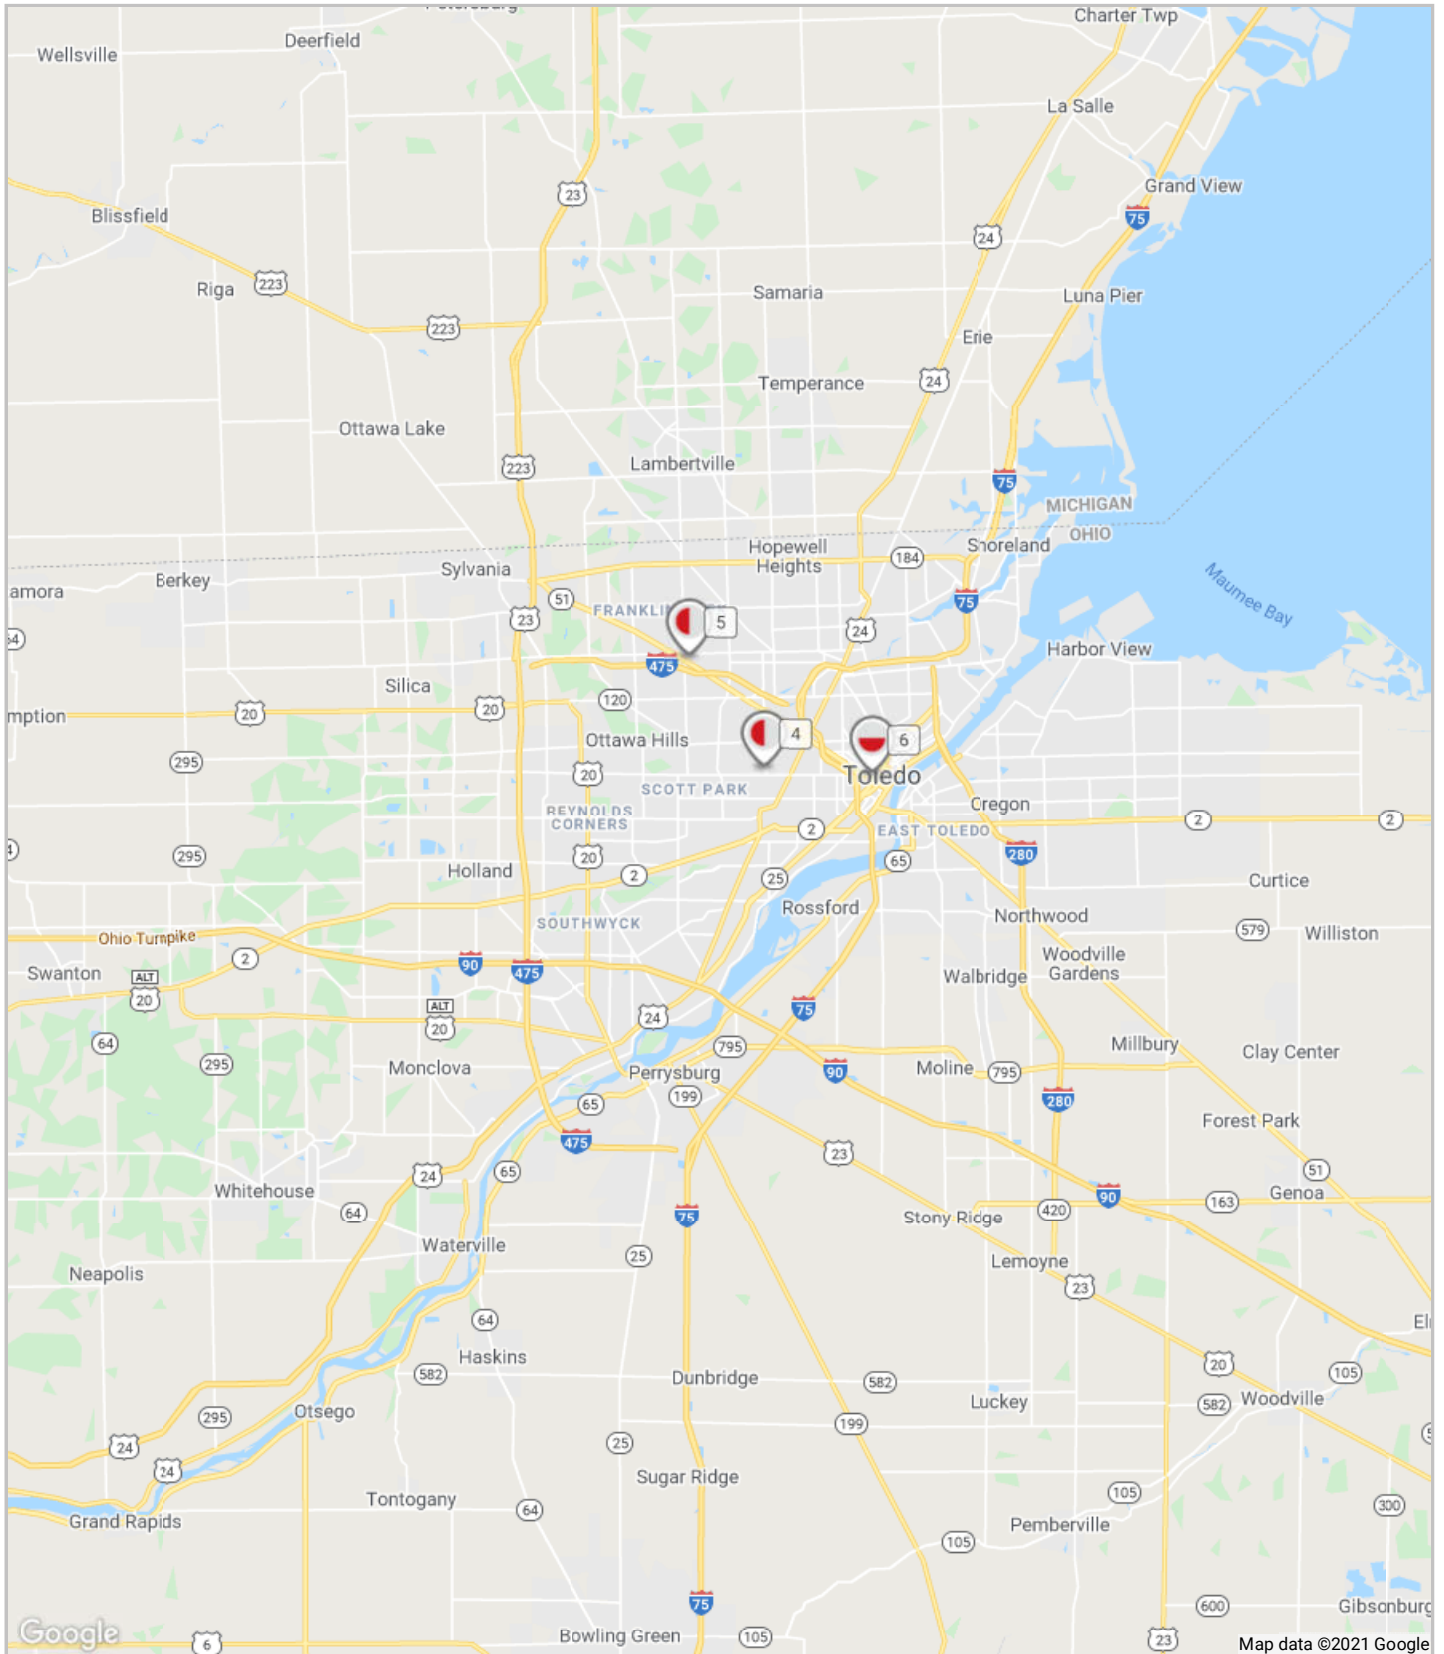 Petersburg
Charter Twp
Deerfield
Wellsville
La Salle
Grand View
23
75
Blissfield
24
Riga
223
Samaria
Luna Pier
223
Erie
Temperance
24
Ottawa Lake
223
Lambertville
75
MICHIGAN
OHIO
Hopewell
Heights
184
Shoreland
Sylvania
Berkey
amora
51
75
Maumee Bay
FRANKLIN
5
23
24
64
Harbor View
475
Silica
120
20
20
mption
4
6
Ottawa Hills
295
20
Toledo
SCOTT PARK
REYNOLDS
CORNERS
Oregon
2
2
2
EAST TOLEDO
295
20
65
280
Holland
2
25
Curtice
Rossford
Northwood
SOUTHWYCK
579
Williston
Ohio Turnpike
2
90
475
Woodville
Gardens
Swanton
ALT
20
Walbridge
ALT
20
24
75
64
795
Millbury
Clay Center
295
Monclova
Perrysburg
90
Moline
795
199
65
280
Forest Park
475
23
24
65
51
Whitehouse
90
163
Genoa
64
420
Stony Ridge
75
Waterville
25
Lemoyne
Neapolis
23
64
Haskins
20
582
Dunbridge
582
105
Luckey
582
Woodville
Otsego
295
199
24
25
24
Sugar Ridge
Tontogany
64
105
300
Grand Rapids
Pemberville
105
75
600
Gibsonburg
Google
6
Bowling Green
105
23
Map data ©2021 Google